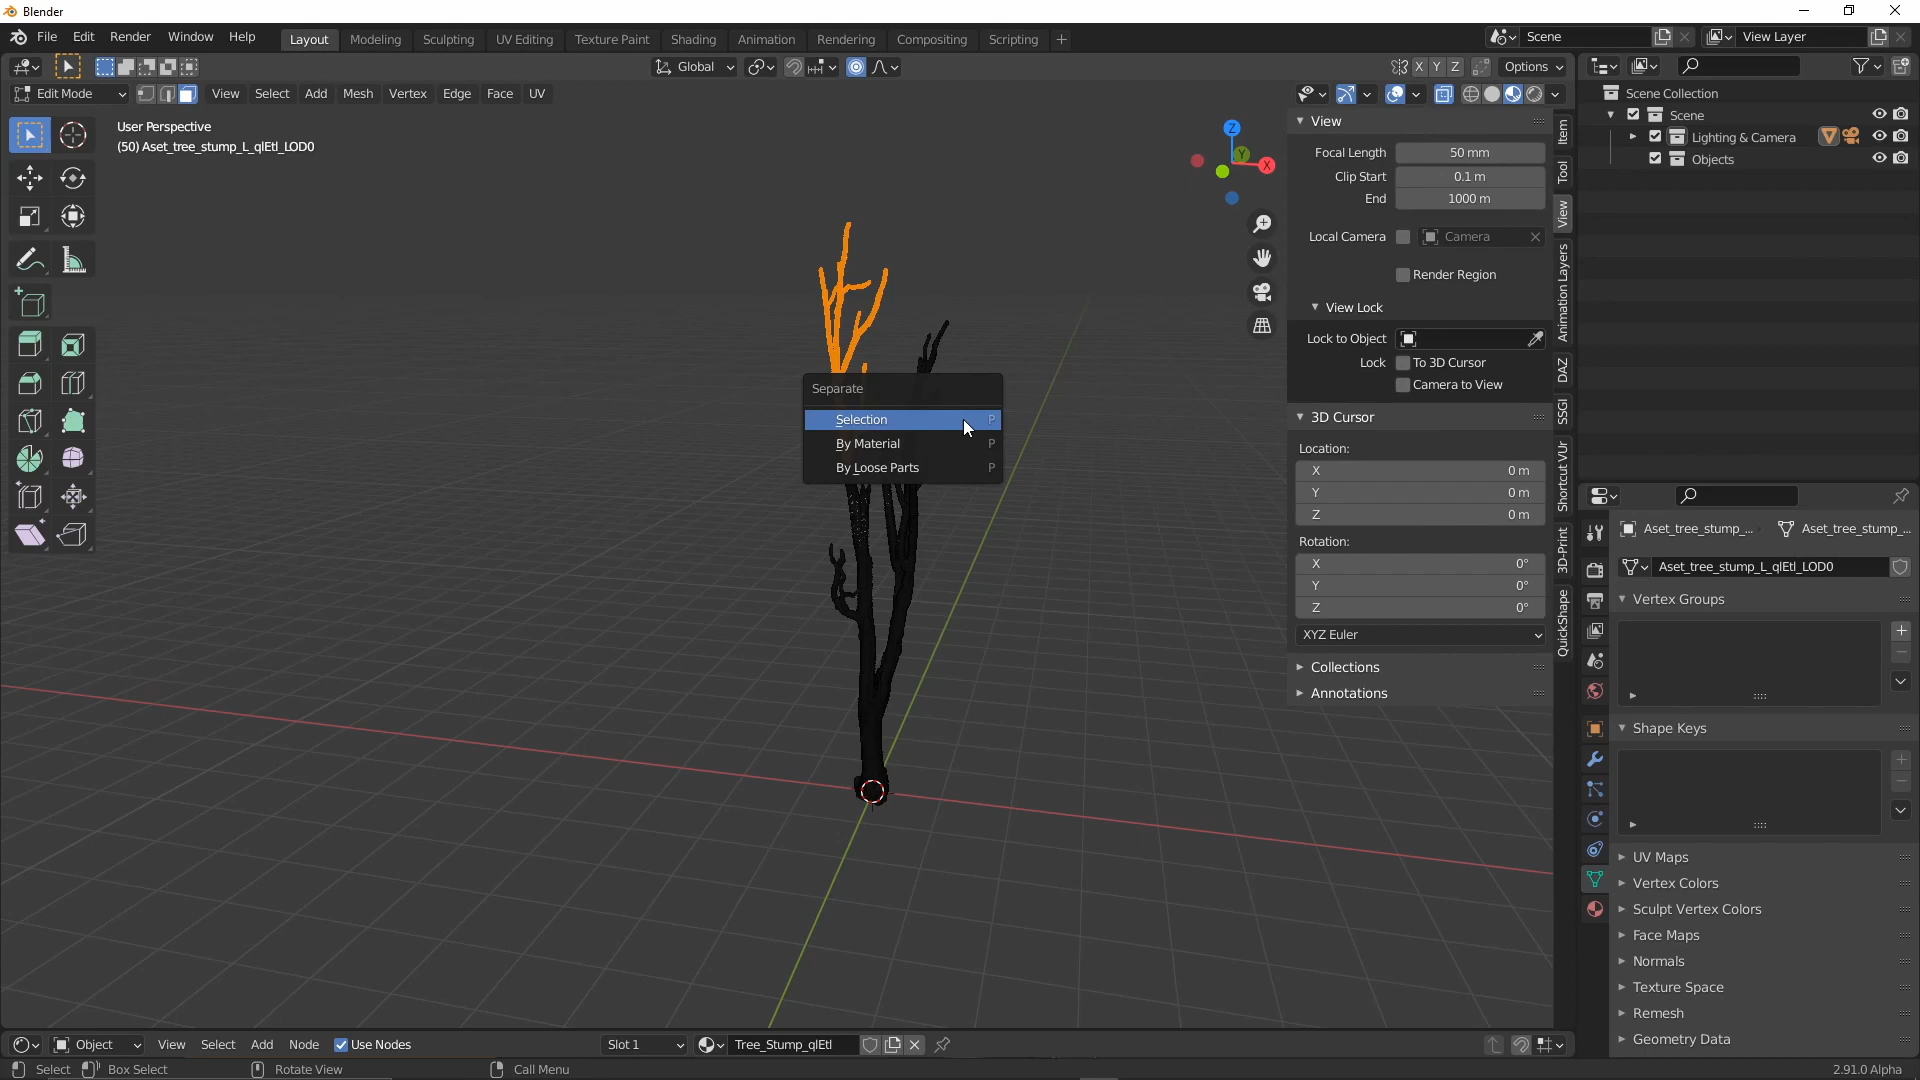 Blender
File Edit Render Window Help Layout Modeling Sculpting UV Editing Texture Paint Shading Animation Rendering Compositing Scripting + Scene View Layer
Global X Y Z Options
Edit Mode View Select Add Mesh Vertex Edge Face UV
User Perspective
(50) Aset_tree_stump_L_qlEtl_LOD0
Z
Y
X
Separate
Selection P
By Material P
By Loose Parts P
View
Focal Length 50 mm
Clip Start 0.1 m
End 1000 m
Local Camera Camera
Render Region
View Lock
Lock to Object
Lock To 3D Cursor
Camera to View
3D Cursor
Location:
X 0 m
Y 0 m
Z 0 m
Rotation:
X 0°
Y 0°
Z 0°
XYZ Euler
Collections
Annotations
Item
Tool
View
Animation Layers
DAZ
SSGI
Shortcut VUr
3D-Print
QuickShape
Scene Collection
Scene
Lighting & Camera
Objects
Aset_tree_stump_... Aset_tree_stump_...
Aset_tree_stump_L_qlEtl_LOD0
Vertex Groups
Shape Keys
UV Maps
Vertex Colors
Sculpt Vertex Colors
Face Maps
Normals
Texture Space
Remesh
Geometry Data
Object View Select Add Node Use Nodes Slot 1 Tree_Stump_qlEtl
Select Box Select Rotate View Call Menu 2.91.0 Alpha